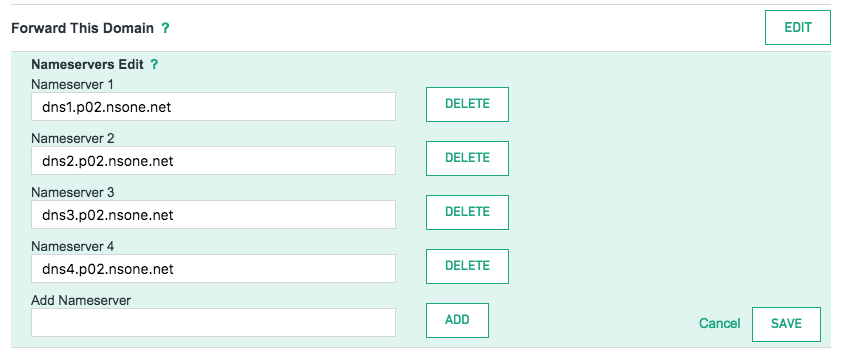 Forward This Domain ?
EDIT
Nameservers Edit ?
Nameserver 1
dns1.p02.nsone.net
DELETE
Nameserver 2
dns2.p02.nsone.net
DELETE
Nameserver 3
dns3.p02.nsone.net
DELETE
Nameserver 4
dns4.p02.nsone.net
DELETE
Add Nameserver
ADD
Cancel
SAVE